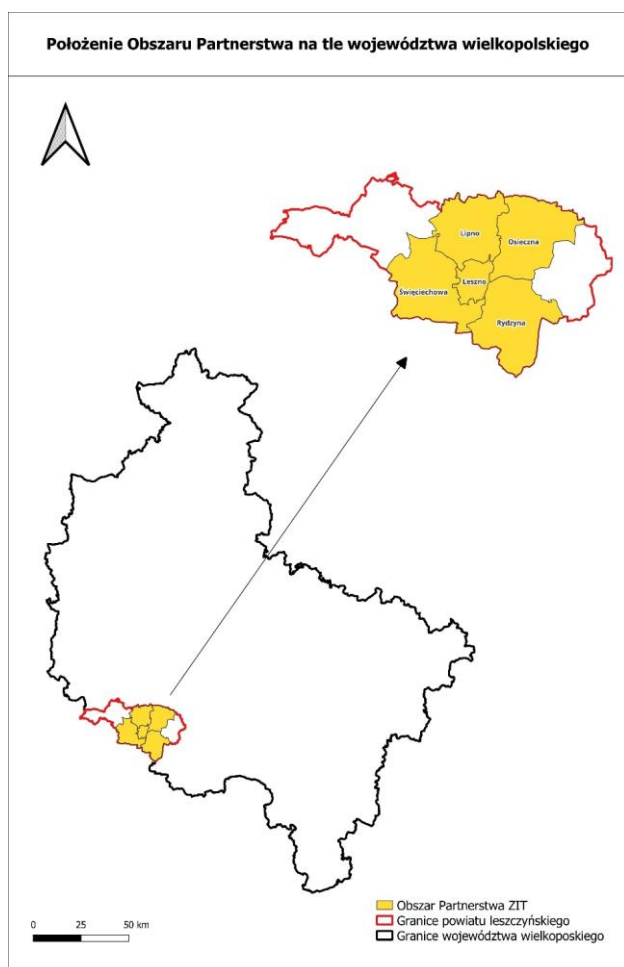 Położenie Obszaru Partnerstwa na tle województwa wielkopolskiego
Lipno
Osieczna
Leszno
Święciechowa
Rydzyna
Obszar Partnerstwa ZIT
Granice powiatu leszczyńskiego
Granice województwa wielkoposkiego
0 25 50 km